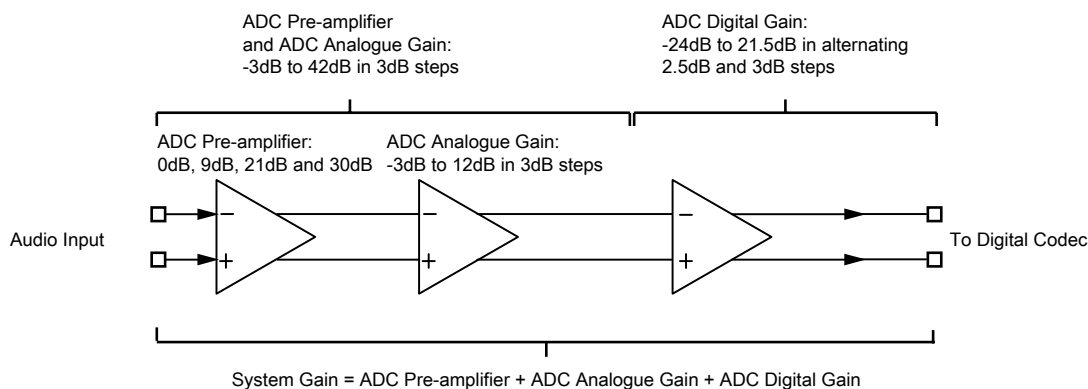 ADC Pre-amplifier
and ADC Analogue Gain:
-3dB to 42dB in 3dB steps
ADC Digital Gain:
-24dB to 21.5dB in alternating
2.5dB and 3dB steps
ADC Pre-amplifier:
0dB, 9dB, 21dB and 30dB
ADC Analogue Gain:
-3dB to 12dB in 3dB steps
Audio Input
− − −
+ + +
To Digital Codec
System Gain = ADC Pre-amplifier + ADC Analogue Gain + ADC Digital Gain